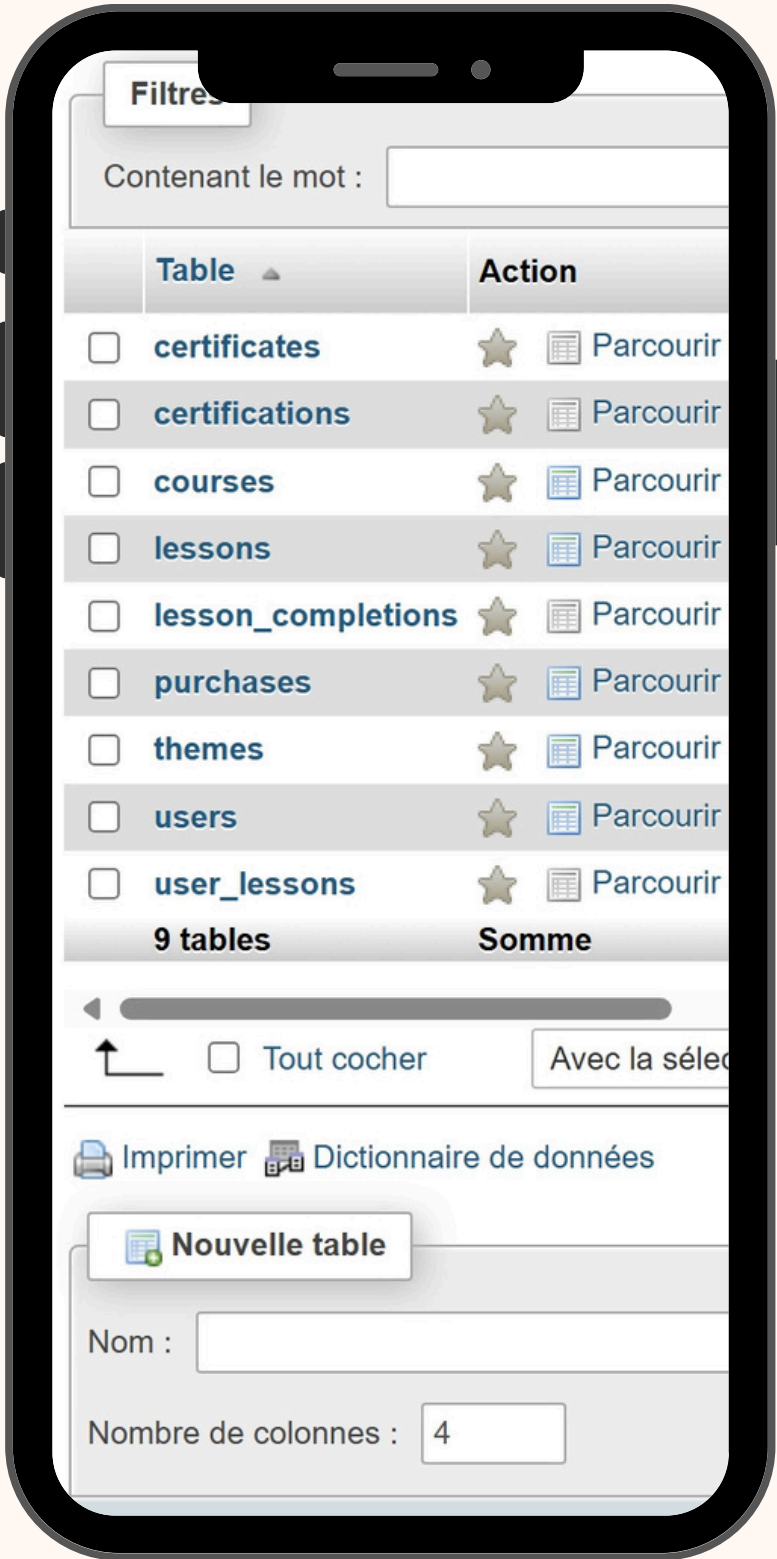 Filtres
Contenant le mot :
Table Action
certificates Parcourir
certifications Parcourir
courses Parcourir
lessons Parcourir
lesson_completions Parcourir
purchases Parcourir
themes Parcourir
users Parcourir
user_lessons Parcourir
9 tables Somme
Tout cocher Avec la sélec
Imprimer Dictionnaire de données
Nouvelle table
Nom :
Nombre de colonnes : 4